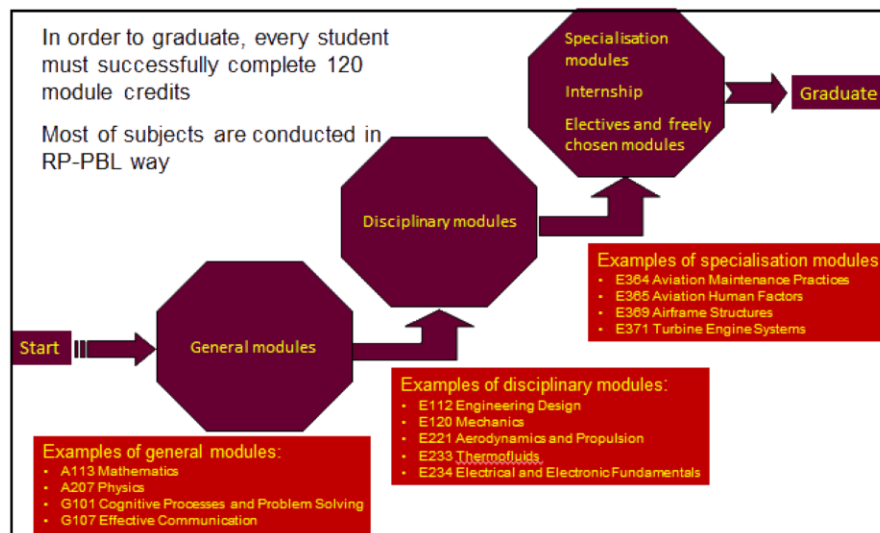 In order to graduate, every student
must successfully complete 120
module credits
Most of subjects are conducted in
RP-PBL way
Specialisation
modules
Internship
Electives and freely
chosen modules
Graduate
Disciplinary modules
Examples of specialisation modules
• E364 Aviation Maintenance Practices
• E365 Aviation Human Factors
• E369 Airframe Structures
• E371 Turbine Engine Systems
Start
General modules
Examples of disciplinary modules:
• E112 Engineering Design
• E120 Mechanics
• E221 Aerodynamics and Propulsion
• E233 Thermofluids
• E234 Electrical and Electronic Fundamentals
Examples of general modules:
• A113 Mathematics
• A207 Physics
• G101 Cognitive Processes and Problem Solving
• G107 Effective Communication